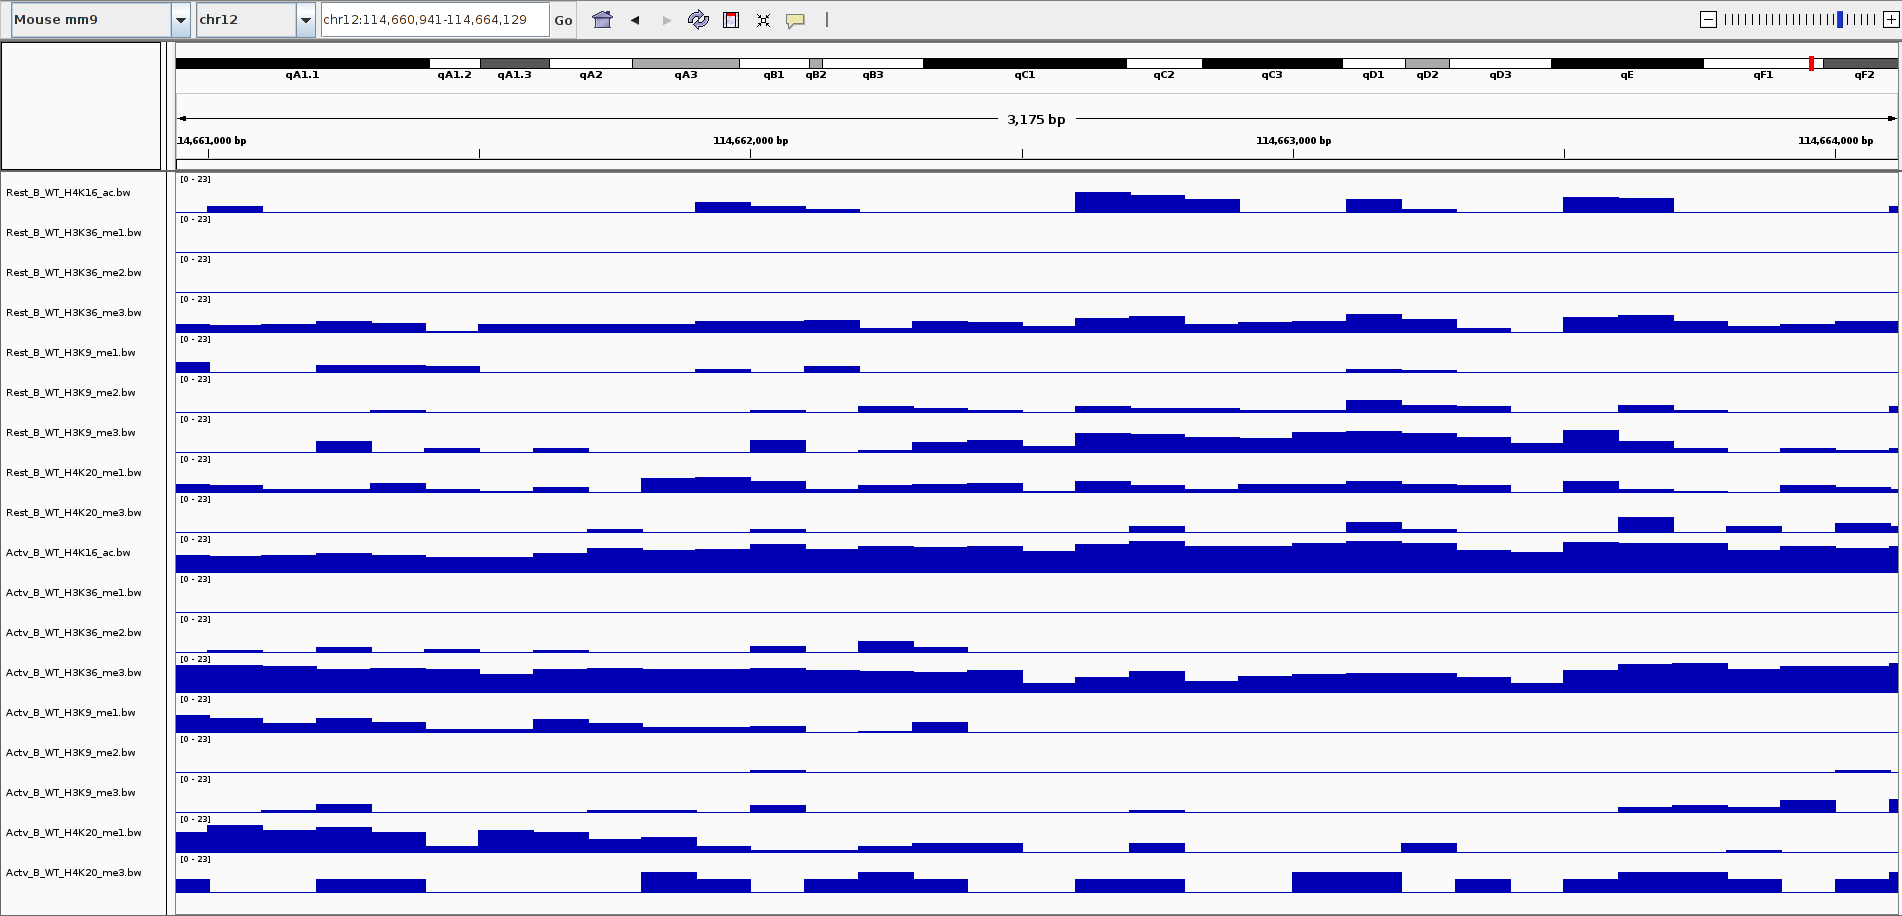 Mouse mm9 chr12 chr12:114,660,941-114,664,129 Go
qA1.1 qA1.2 qA1.3 qA2 qA3 qB1 qB2 qB3 qC1 qC2 qC3 qD1 qD2 qD3 qE qF1 qF2
3,175 bp
114,661,000 bp 114,662,000 bp 114,663,000 bp 114,664,000 bp
[0 - 23]
Rest_B_WT_H4K16_ac.bw
[0 - 23]
Rest_B_WT_H3K36_me1.bw
[0 - 23]
Rest_B_WT_H3K36_me2.bw
[0 - 23]
Rest_B_WT_H3K36_me3.bw
[0 - 23]
Rest_B_WT_H3K9_me1.bw
[0 - 23]
Rest_B_WT_H3K9_me2.bw
[0 - 23]
Rest_B_WT_H3K9_me3.bw
[0 - 23]
Rest_B_WT_H4K20_me1.bw
[0 - 23]
Rest_B_WT_H4K20_me3.bw
[0 - 23]
Actv_B_WT_H4K16_ac.bw
[0 - 23]
Actv_B_WT_H3K36_me1.bw
[0 - 23]
Actv_B_WT_H3K36_me2.bw
[0 - 23]
Actv_B_WT_H3K36_me3.bw
[0 - 23]
Actv_B_WT_H3K9_me1.bw
[0 - 23]
Actv_B_WT_H3K9_me2.bw
[0 - 23]
Actv_B_WT_H3K9_me3.bw
[0 - 23]
Actv_B_WT_H4K20_me1.bw
[0 - 23]
Actv_B_WT_H4K20_me3.bw